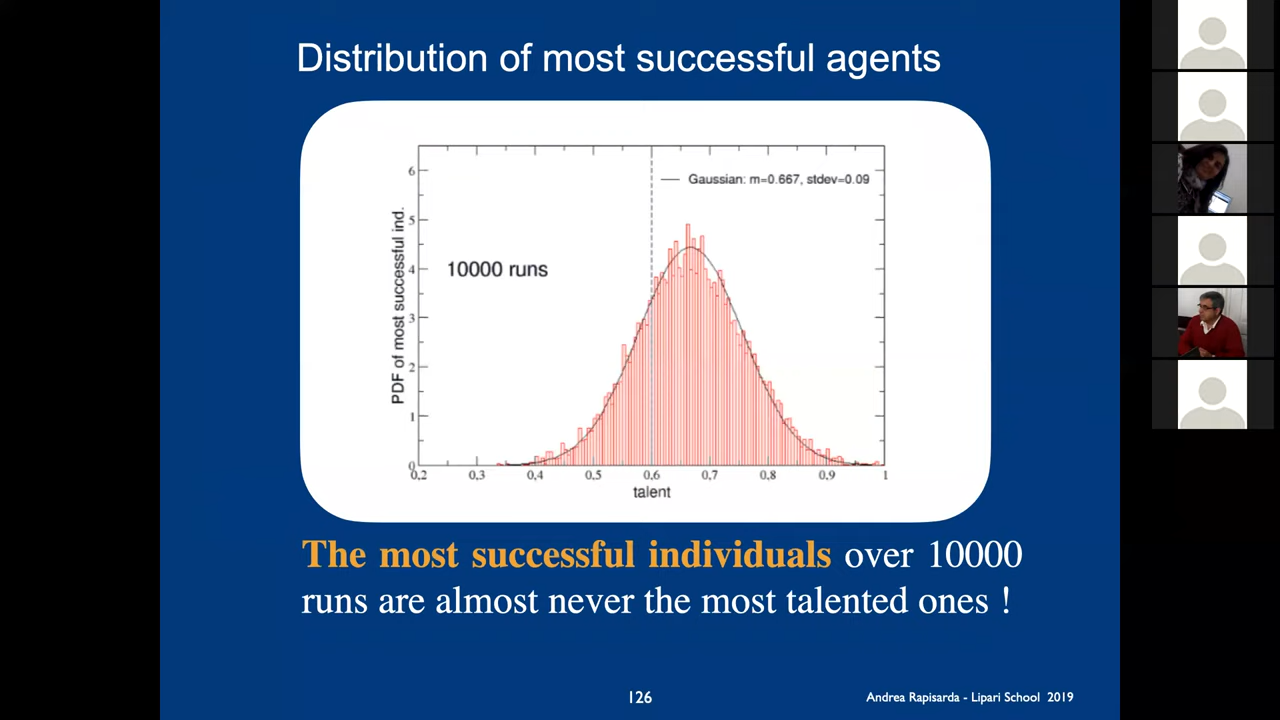 Distribution of most successful agents
PDF of most successful ind.
6
5
4
3
2
1
0
Gaussian: m=0.667, stdev=0.09
10000 runs
0,2 0,3 0,4 0,5 0,6 0,7 0,8 0,9 1
talent
The most successful individuals over 10000
runs are almost never the most talented ones !
126
Andrea Rapisarda - Lipari School 2019